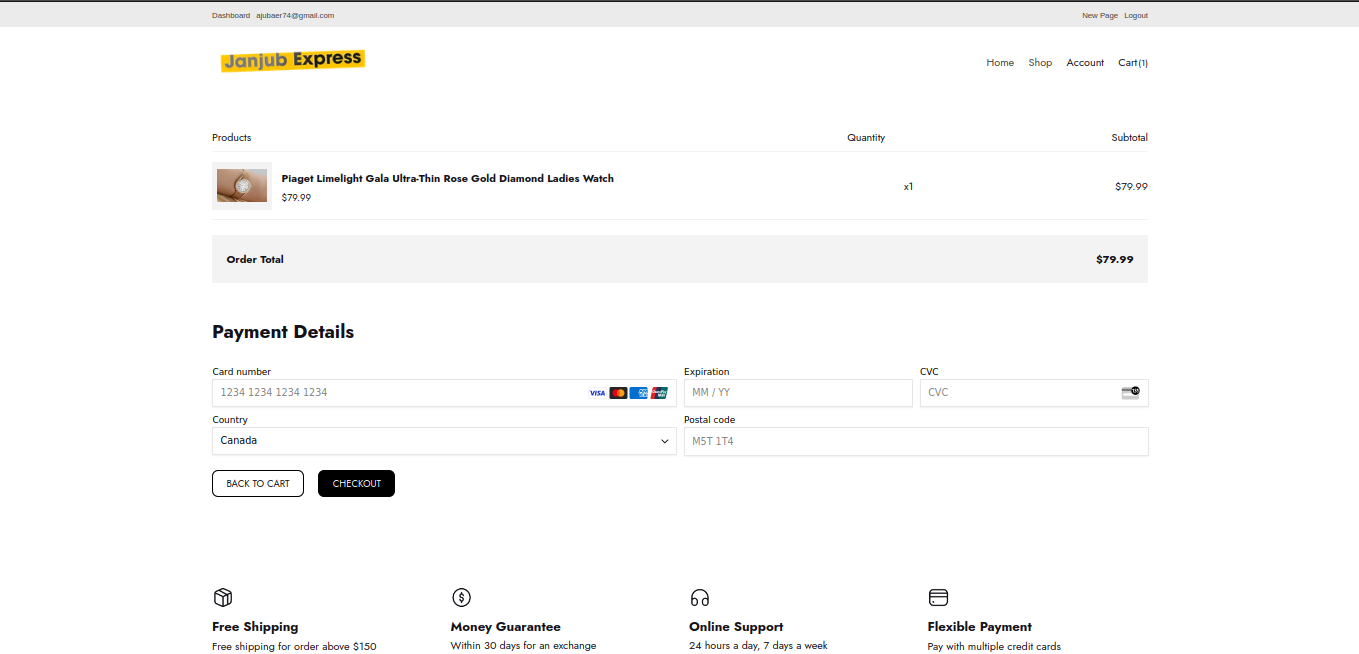 Dashboard ajubaer74@gmail.com New Page Logout
Janjub Express
Home Shop Account Cart(1)
Products Quantity Subtotal
Piaget Limelight Gala Ultra-Thin Rose Gold Diamond Ladies Watch
$79.99
x1
$79.99
Order Total $79.99
Payment Details
Card number Expiration CVC
1234 1234 1234 1234 VISA MM / YY CVC
Country Postal code
Canada M5T 1T4
BACK TO CART CHECKOUT
Free Shipping Money Guarantee Online Support Flexible Payment
Free shipping for order above $150 Within 30 days for an exchange 24 hours a day, 7 days a week Pay with multiple credit cards